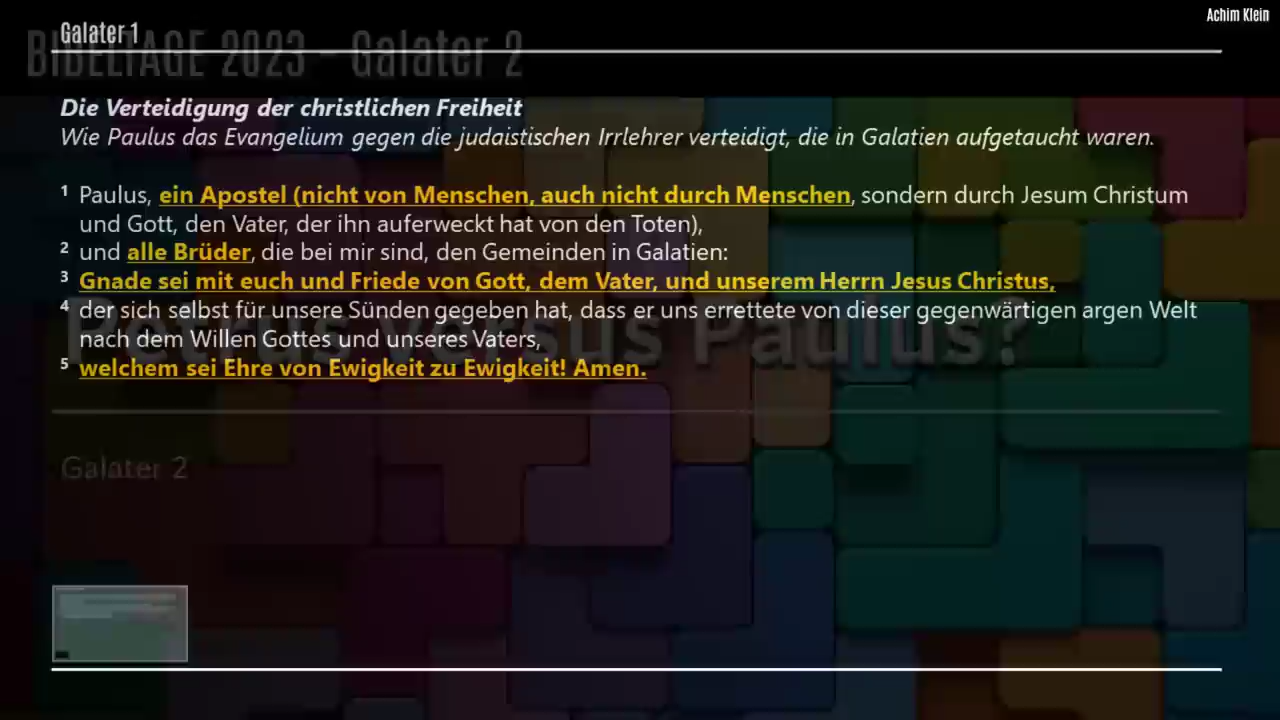 Achim Klein
Galater 1
BIBELTAGE 2023 - Galater 2
Die Verteidigung der christlichen Freiheit
Wie Paulus das Evangelium gegen die judaistischen Irrlehrer verteidigt, die in Galatien aufgetaucht waren.
1 Paulus, ein Apostel (nicht von Menschen, auch nicht durch Menschen, sondern durch Jesum Christum
und Gott, den Vater, der ihn auferweckt hat von den Toten),
2 und alle Brüder, die bei mir sind, den Gemeinden in Galatien:
3 Gnade sei mit euch und Friede von Gott, dem Vater, und unserem Herrn Jesus Christus,
4 der sich selbst für unsere Sünden gegeben hat, dass er uns errettete von dieser gegenwärtigen argen Welt
nach dem Willen Gottes und unseres Vaters,
Petrus versus Paulus?
5 welchem sei Ehre von Ewigkeit zu Ewigkeit! Amen.
Galater 2